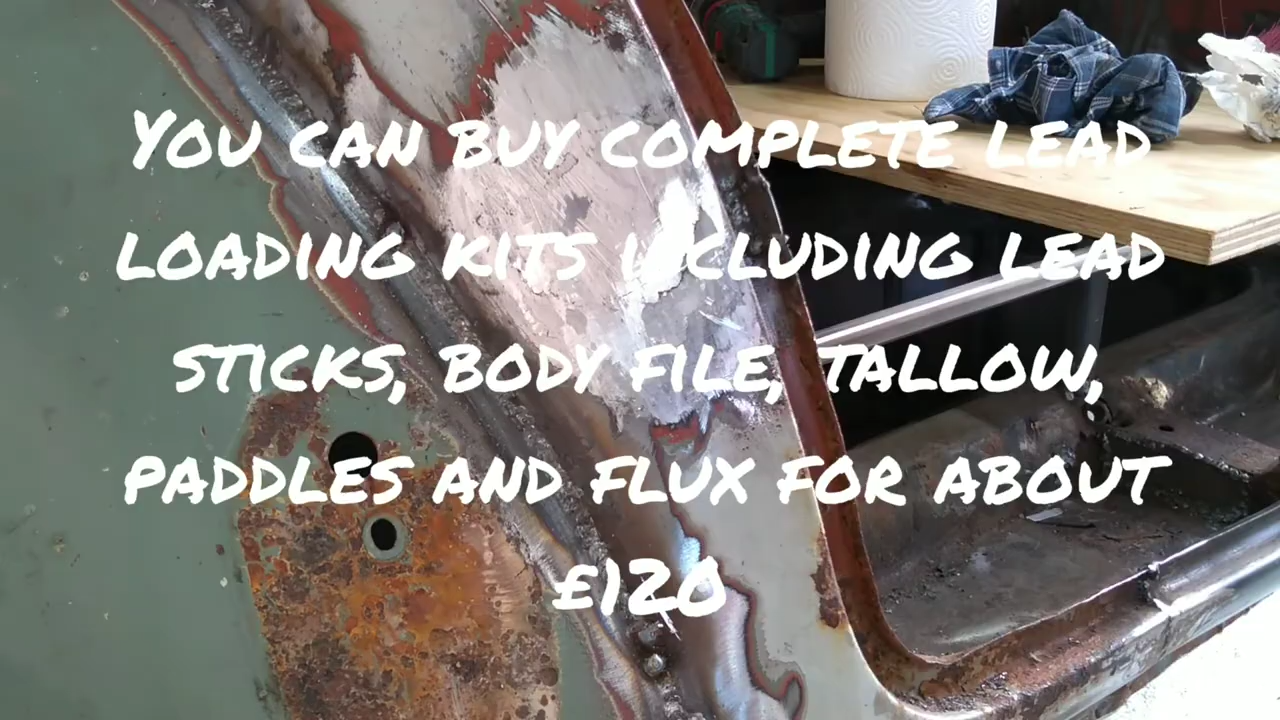 YOU CAN BUY COMPLETE LEAD
LOADING KITS INCLUDING LEAD
STICKS, BODY FILE, TALLOW,
PADDLES AND FLUX FOR ABOUT
£120